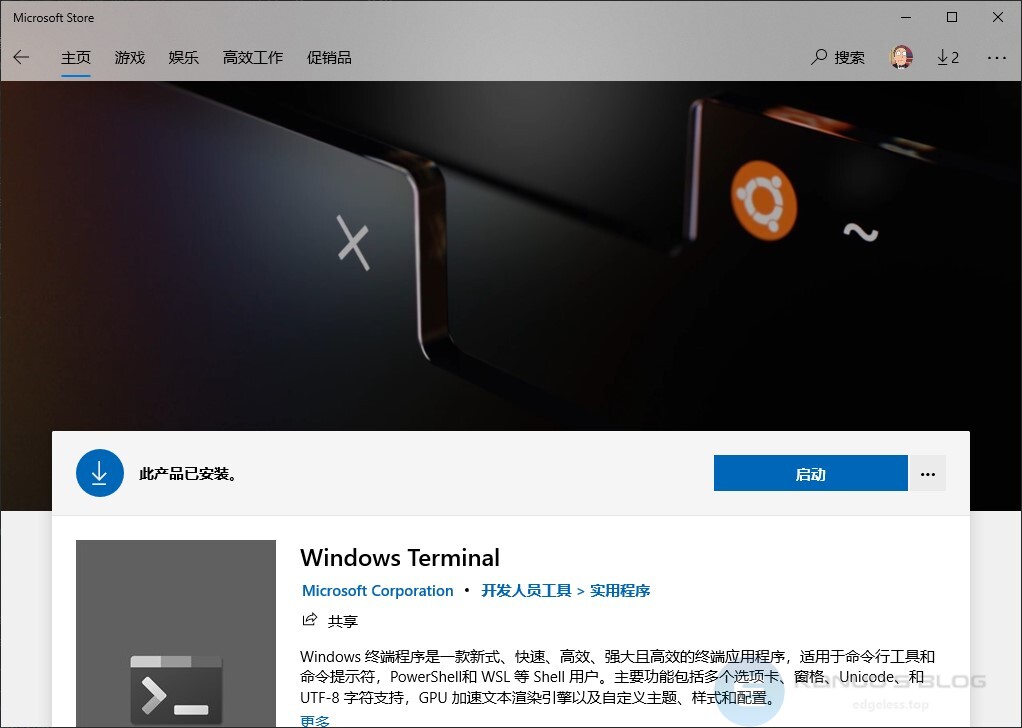 Microsoft Store
主页 游戏 娱乐 高效工作 促销品 搜索 2
X ~
此产品已安装。 启动
Windows Terminal
Microsoft Corporation • 开发人员工具 > 实用程序
共享
Windows 终端程序是一款新式、快速、高效、强大且高效的终端应用程序，适用于命令行工具和
命令提示符，PowerShell和 WSL 等 Shell 用户。主要功能包括多个选项卡、窗格、Unicode、和
UTF-8 字符支持，GPU 加速文本渲染引擎以及自定义主题、样式和配置。
更多
BLOG
edgeless.top